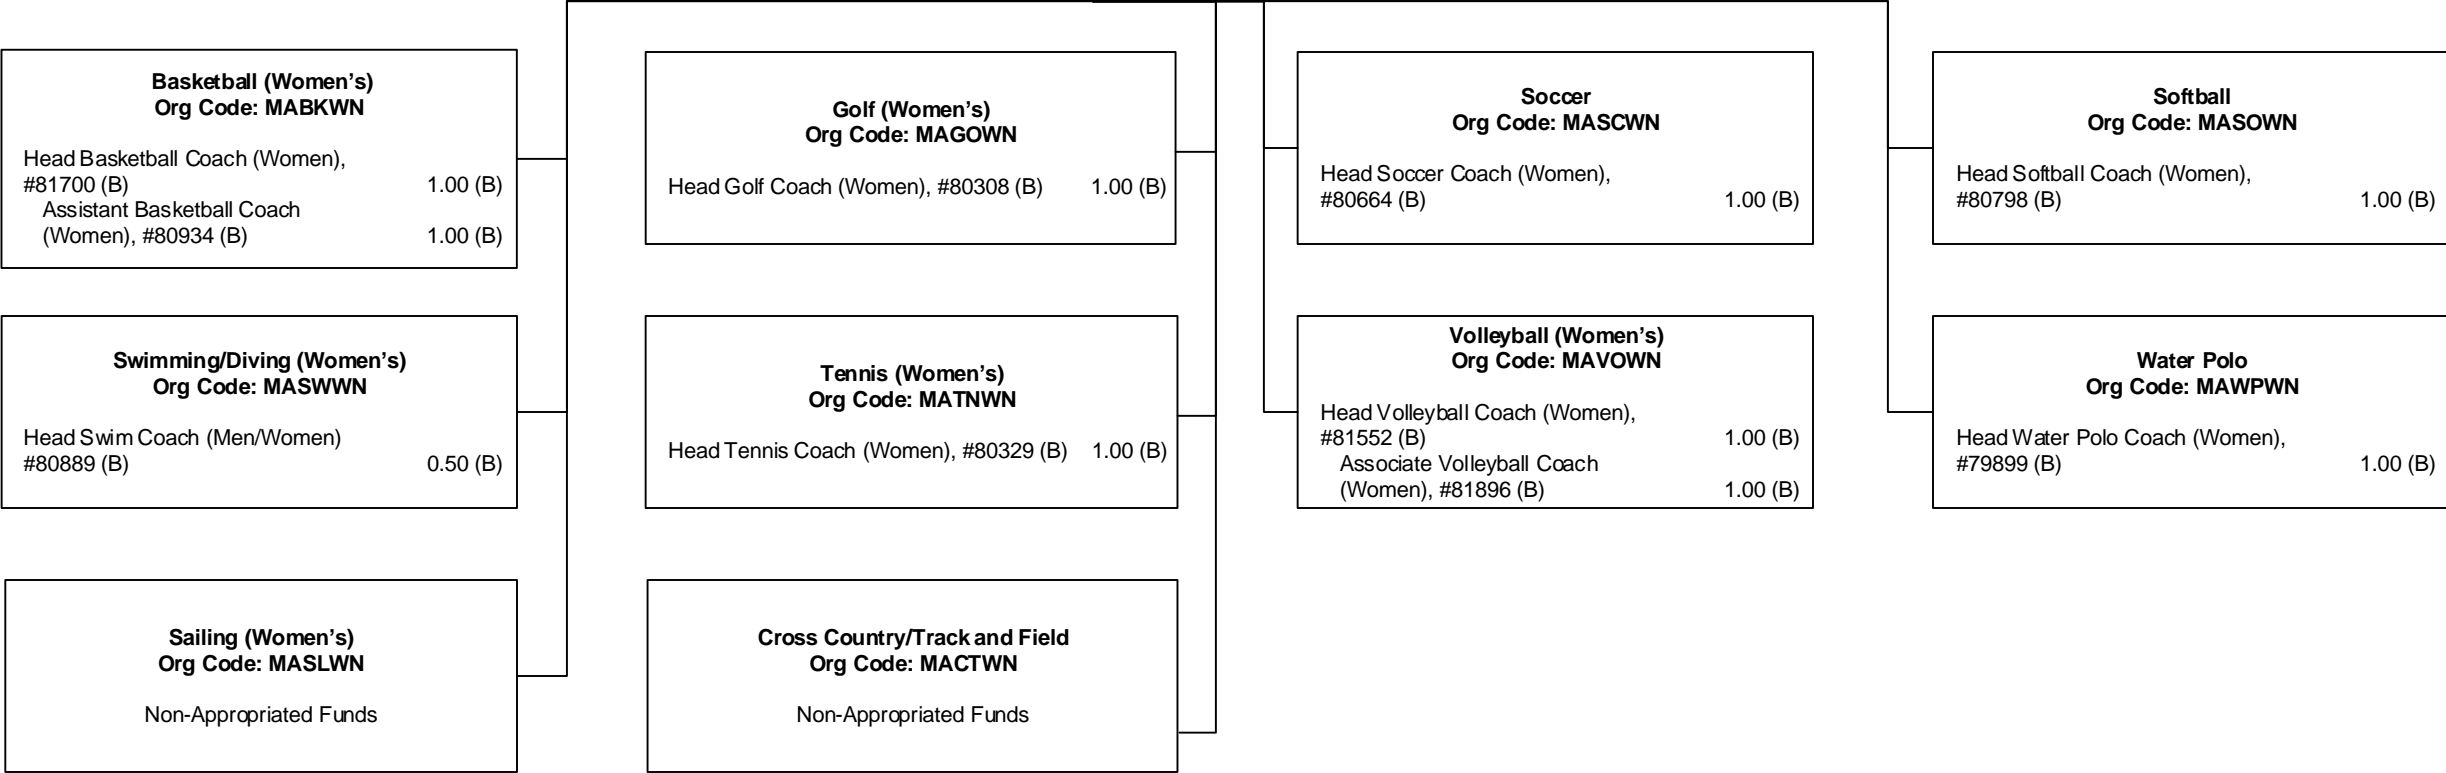 Basketball (Women’s)
Org Code: MABKWN
Head Basketball Coach (Women),
#81700 (B) 1.00 (B)
Assistant Basketball Coach
(Women), #80934 (B) 1.00 (B)
Golf (Women’s)
Org Code: MAGOWN
Head Golf Coach (Women), #80308 (B) 1.00 (B)
Soccer
Org Code: MASCWN
Head Soccer Coach (Women),
#80664 (B) 1.00 (B)
Softball
Org Code: MASOWN
Head Softball Coach (Women),
#80798 (B) 1.00 (B)
Swimming/Diving (Women’s)
Org Code: MASWWN
Head Swim Coach (Men/Women)
#80889 (B) 0.50 (B)
Tennis (Women’s)
Org Code: MATNWN
Head Tennis Coach (Women), #80329 (B) 1.00 (B)
Volleyball (Women’s)
Org Code: MAVOWN
Head Volleyball Coach (Women),
#81552 (B) 1.00 (B)
Associate Volleyball Coach
(Women), #81896 (B) 1.00 (B)
Water Polo
Org Code: MAWPWN
Head Water Polo Coach (Women),
#79899 (B) 1.00 (B)
Sailing (Women’s)
Org Code: MASLWN
Non-Appropriated Funds
Cross Country/Track and Field
Org Code: MACTWN
Non-Appropriated Funds